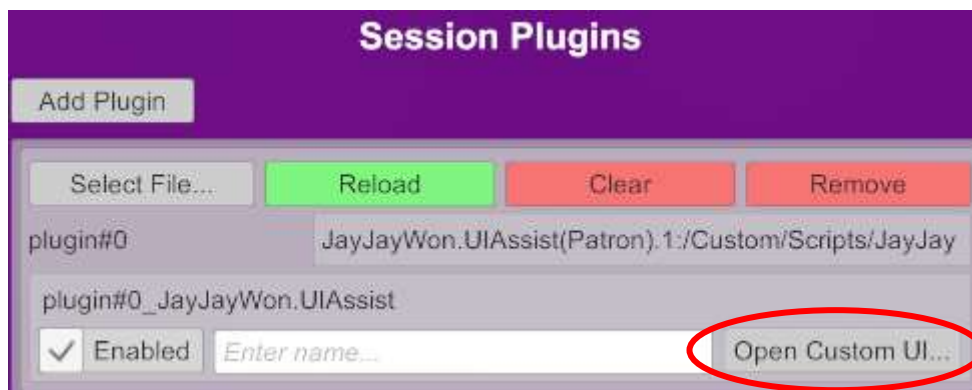 Session Plugins
Add Plugin
Select File... Reload Clear Remove
plugin#0 JayJayWon.UIAssist(Patron).1:/Custom/Scripts/JayJay
plugin#0_JayJayWon.UIAssist
Enabled Enter name... Open Custom UI...